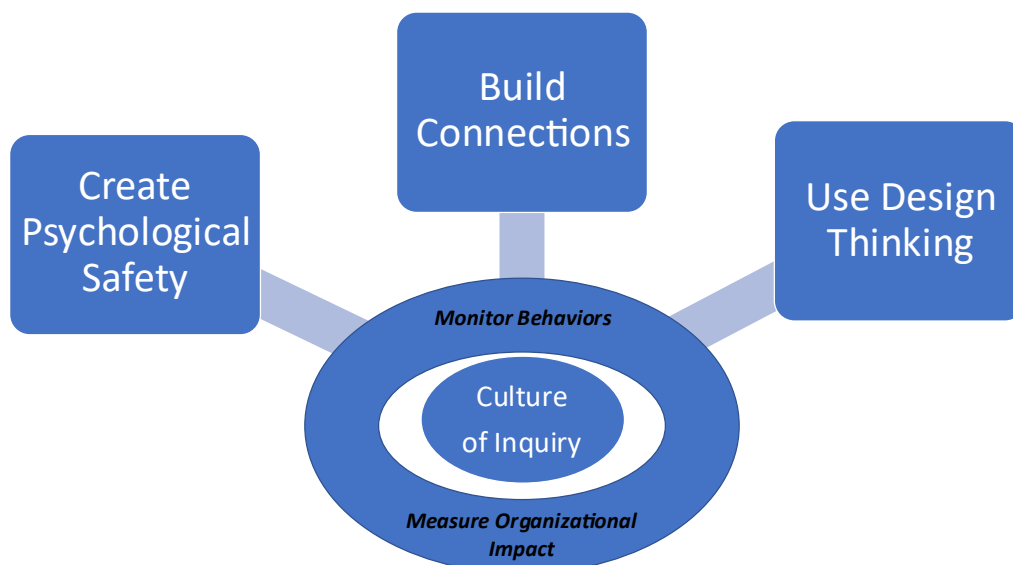 Build
Connections
Create
Psychological
Safety
Use Design
Thinking
Monitor Behaviors
Culture
of Inquiry
Measure Organizational
Impact